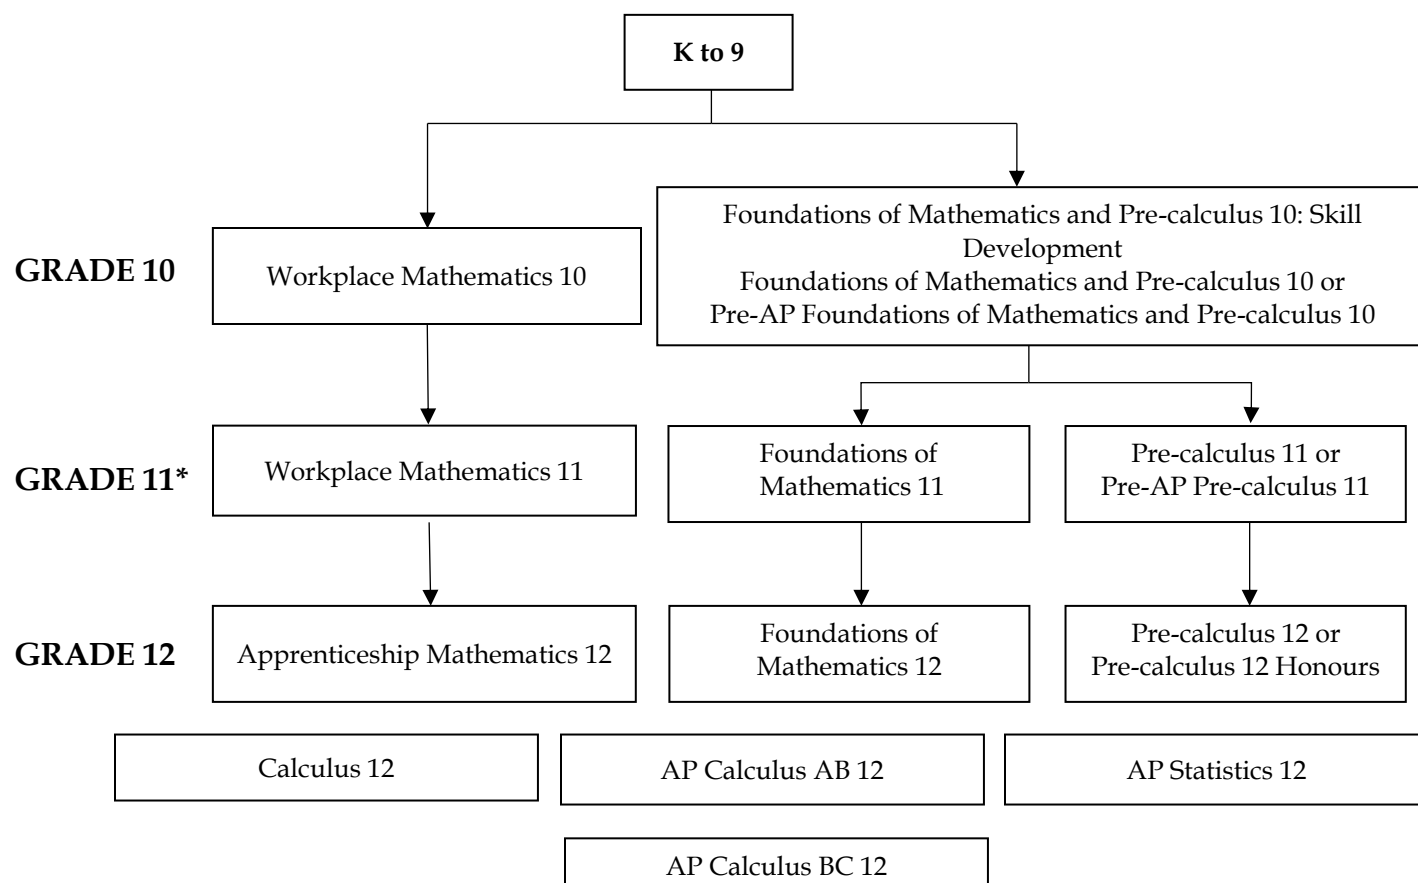 K to 9
GRADE 10
Workplace Mathematics 10
Foundations of Mathematics and Pre-calculus 10: Skill
Development
Foundations of Mathematics and Pre-calculus 10 or
Pre-AP Foundations of Mathematics and Pre-calculus 10
GRADE 11*
Workplace Mathematics 11
Foundations of
Mathematics 11
Pre-calculus 11 or
Pre-AP Pre-calculus 11
GRADE 12
Apprenticeship Mathematics 12
Foundations of
Mathematics 12
Pre-calculus 12 or
Pre-calculus 12 Honours
Calculus 12
AP Calculus AB 12
AP Statistics 12
AP Calculus BC 12